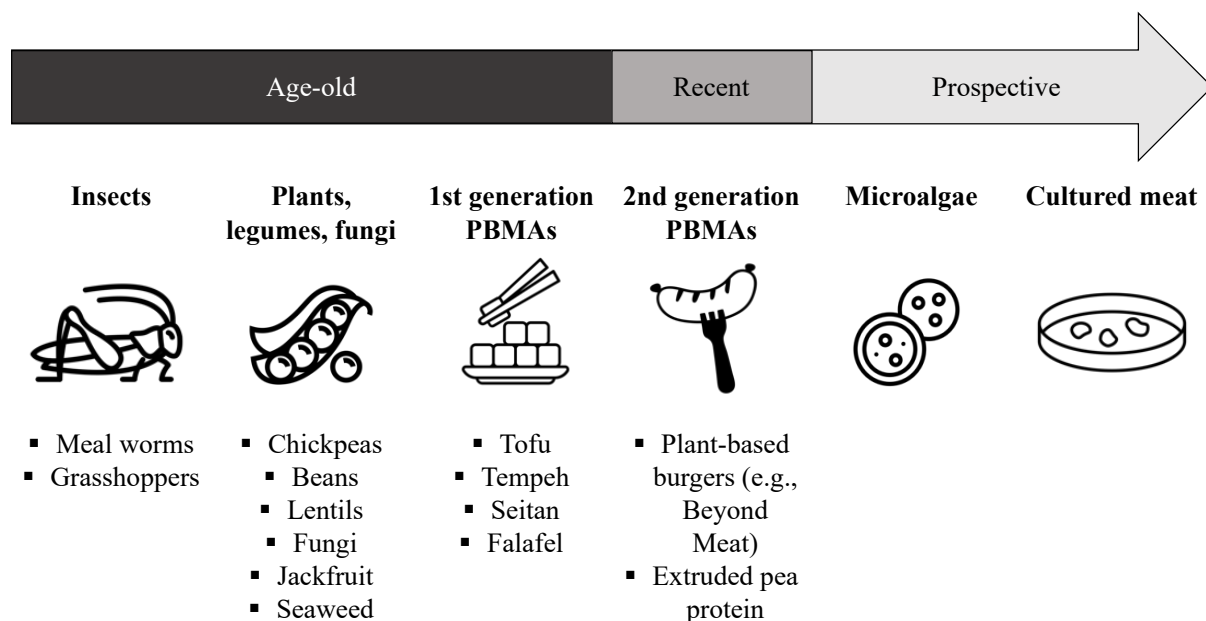 Age-old
Recent
Prospective
Insects
Plants,
legumes, fungi
1st generation
PBMAs
2nd generation
PBMAs
Microalgae
Cultured meat
▪ Meal worms
▪ Grasshoppers
▪ Chickpeas
▪ Beans
▪ Lentils
▪ Fungi
▪ Jackfruit
▪ Seaweed
▪ Tofu
▪ Tempeh
▪ Seitan
▪ Falafel
▪ Plant-based
burgers (e.g.,
Beyond
Meat)
▪ Extruded pea
protein